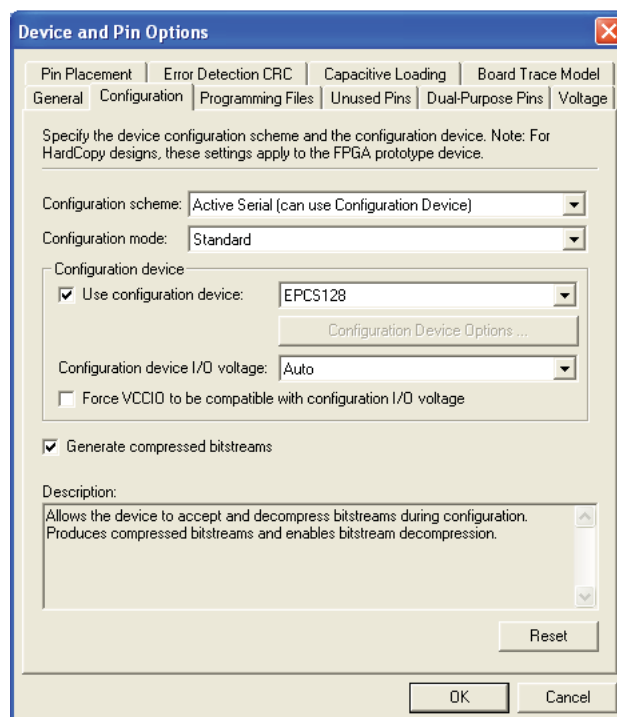 Device and Pin Options
Pin Placement
Error Detection CRC
Capacitive Loading
Board Trace Model
General
Configuration
Programming Files
Unused Pins
Dual-Purpose Pins
Voltage
Specify the device configuration scheme and the configuration device. Note: For
HardCopy designs, these settings apply to the FPGA prototype device.
Configuration scheme: Active Serial (can use Configuration Device)
Configuration mode: Standard
Configuration device
Use configuration device: EPCS128
Configuration Device Options ...
Configuration device I/O voltage: Auto
Force VCCIO to be compatible with configuration I/O voltage
Generate compressed bitstreams
Description:
Allows the device to accept and decompress bitstreams during configuration.
Produces compressed bitstreams and enables bitstream decompression.
Reset
OK
Cancel